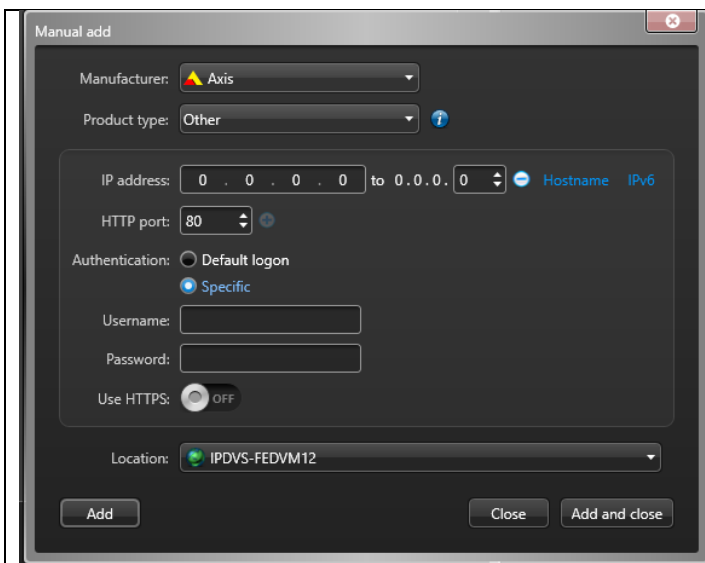 Manual add
Manufacturer: Axis
Product type: Other
IP address: 0 . 0 . 0 . 0 to 0.0.0. 0 Hostname IPv6
HTTP port: 80
Authentication: Default logon
Specific
Username:
Password:
Use HTTPS: OFF
Location: IPDVS-FEDVM12
Add Close Add and close